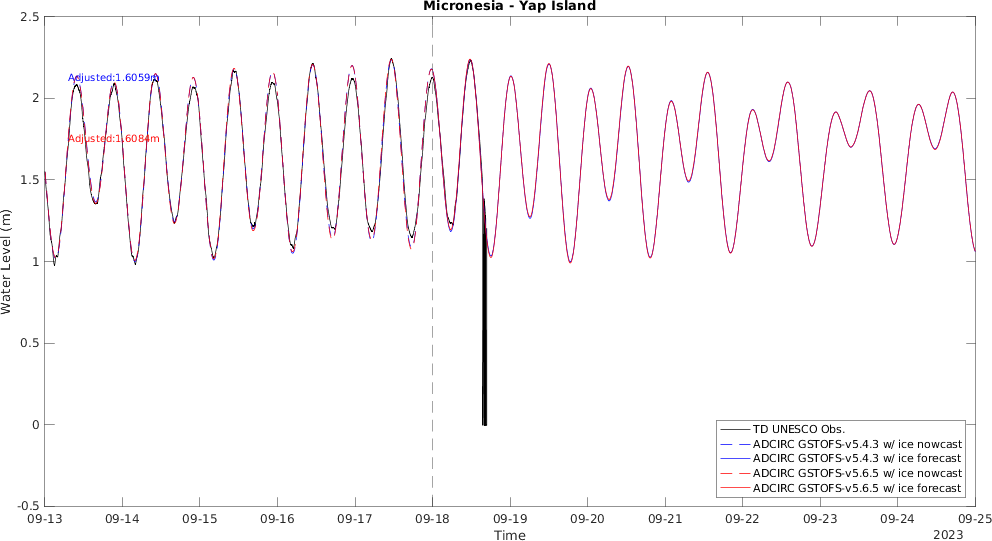 Micronesia - Yap Island
2.5
2
1.5
1
0.5
0
-0.5
Water Level (m)
Adjusted:1.6059m
Adjusted:1.6084m
TD UNESCO Obs.
ADCIRC GSTOFS-v5.4.3 w/ ice nowcast
ADCIRC GSTOFS-v5.4.3 w/ ice forecast
ADCIRC GSTOFS-v5.6.5 w/ ice nowcast
ADCIRC GSTOFS-v5.6.5 w/ ice forecast
09-13 09-14 09-15 09-16 09-17 09-18 09-19 09-20 09-21 09-22 09-23 09-24 09-25
Time
2023